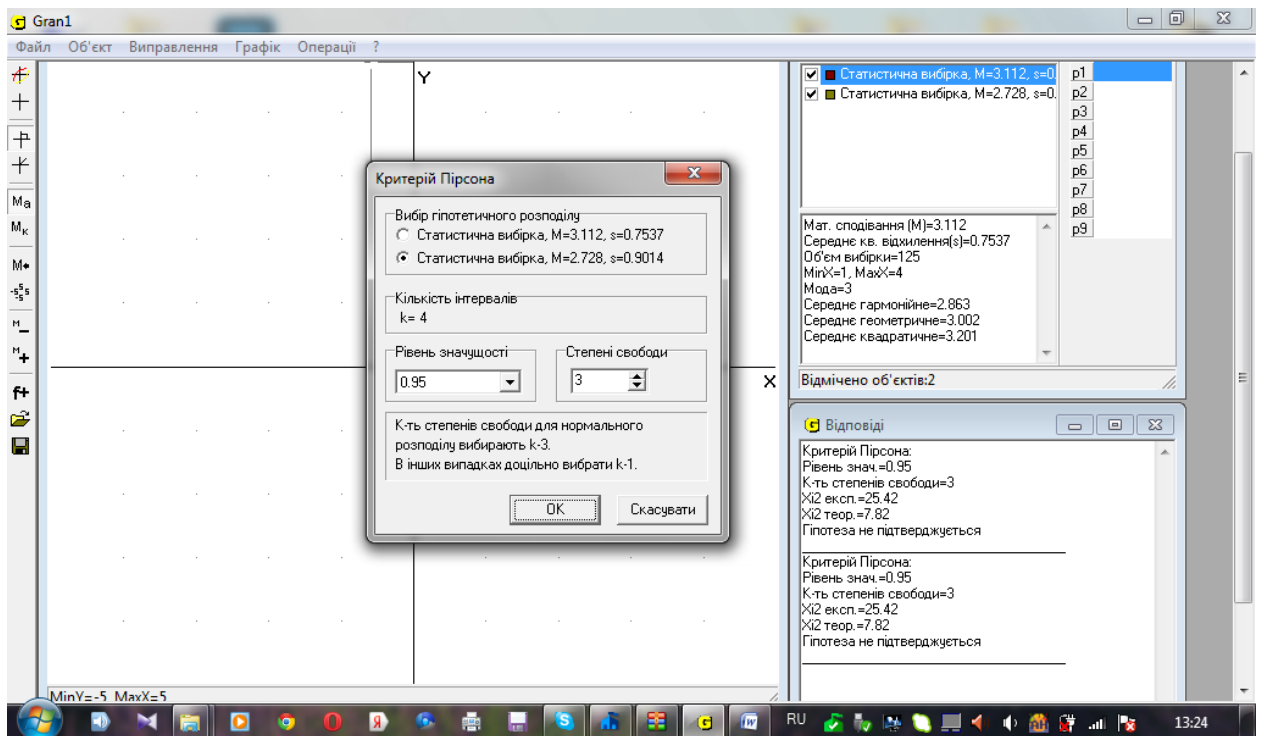 Gran1
Файл Об'єкт Виправлення Графік Операції ?
Y
X
Ma
Mк
M
M
M
f+
MinY=-5 MaxX=5
Статистична вибірка, M=3.112, s=0.
Статистична вибірка, M=2.728, s=0.
p1
p2
p3
p4
p5
p6
p7
p8
p9
Мат. сподівання (M)=3.112
Середнє кв. відхилення(s)=0.7537
Об'єм вибірки=125
MinX=1, MaxX=4
Мода=3
Середнє гармонійне=2.863
Середнє геометричне=3.002
Середнє квадратичне=3.201
Відмічено об'єктів:2
Критерій Пірсона
Вибір гіпотетичного розподілу
Статистична вибірка, M=3.112, s=0.7537
Статистична вибірка, M=2.728, s=0.9014
Кількість інтервалів
k= 4
Рівень значущості
0.95
Степені свободи
3
К-ть степенів свободи для нормального
розподілу вибирають k-3.
В інших випадках доцільно вибрати k-1.
OK
Скасувати
Відповіді
Критерій Пірсона:
Рівень знач.=0.95
К-ть степенів свободи=3
Xi2 експ.=25.42
Xi2 теор.=7.82
Гіпотеза не підтверджується
Критерій Пірсона:
Рівень знач.=0.95
К-ть степенів свободи=3
Xi2 експ.=25.42
Xi2 теор.=7.82
Гіпотеза не підтверджується
RU
13:24